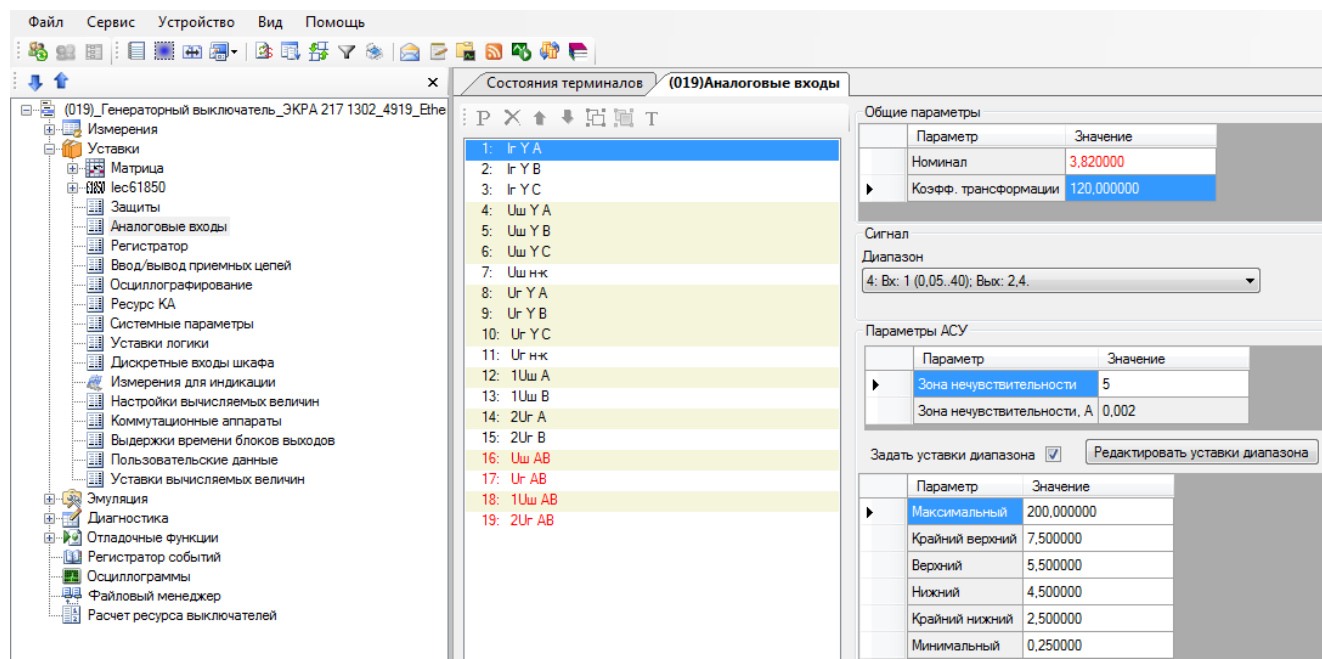 Файл Сервис Устройство Вид Помощь
(019)_Генераторный выключатель_ЭКРА 217 1302_4919_Ethe
Измерения
Уставки
Матрица
Iec61850
Защиты
Аналоговые входы
Регистратор
Ввод/вывод приемных цепей
Осциллографирование
Ресурс КА
Системные параметры
Уставки логики
Дискретные входы шкафа
Измерения для индикации
Настройки вычисляемых величин
Коммутационные аппараты
Выдержки времени блоков выходов
Пользовательские данные
Уставки вычисляемых величин
Эмуляция
Диагностика
Отладочные функции
Регистратор событий
Осциллограммы
Файловый менеджер
Расчет ресурса выключателей
Состояния терминалов (019)Аналоговые входы
P T
1: Iг Y A
2: Iг Y B
3: Iг Y C
4: Uш Y A
5: Uш Y B
6: Uш Y C
7: Uш н-к
8: Uг Y A
9: Uг Y B
10: Uг Y C
11: Uг н-к
12: 1Uш A
13: 1Uш B
14: 2Uг A
15: 2Uг B
16: Uш AB
17: Uг AB
18: 1Uш AB
19: 2Uг AB
Общие параметры
Параметр Значение
Номинал 3,820000
Коэфф. трансформации 120,000000
Сигнал
Диапазон
4: Вх: 1 (0,05..40); Вых: 2,4.
Параметры АСУ
Параметр Значение
Зона нечувствительности 5
Зона нечувствительности, А 0,002
Задать уставки диапазона Редактировать уставки диапазона
Параметр Значение
Максимальный 200,000000
Крайний верхний 7,500000
Верхний 5,500000
Нижний 4,500000
Крайний нижний 2,500000
Минимальный 0,250000